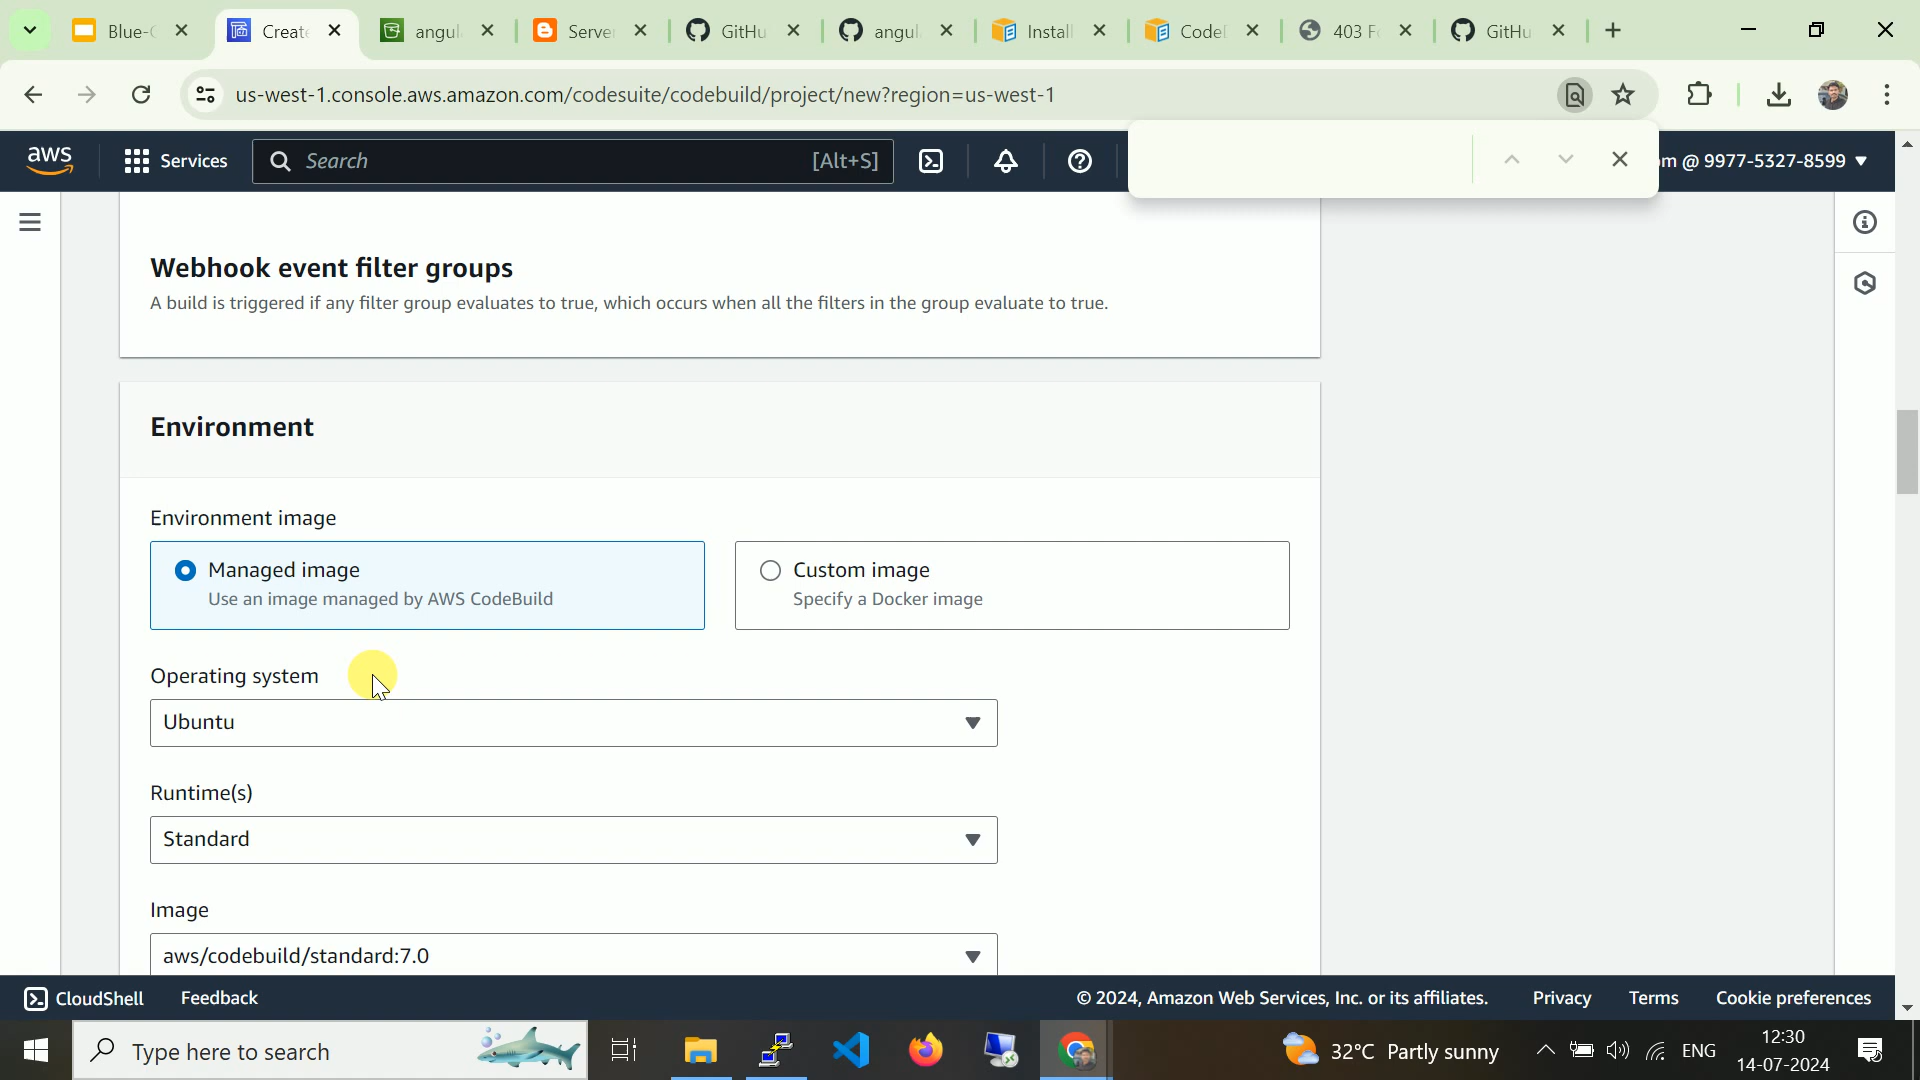 Blue-
Create
angul
Server
GitHu
angul
Install
Code
403 F
GitHu
us-west-1.console.aws.amazon.com/codesuite/codebuild/project/new?region=us-west-1
aws
Services
Search
[Alt+S]
om @ 9977-5327-8599
Webhook event filter groups
A build is triggered if any filter group evaluates to true, which occurs when all the filters in the group evaluate to true.
Environment
Environment image
Managed image
Use an image managed by AWS CodeBuild
Custom image
Specify a Docker image
Operating system
Ubuntu
Runtime(s)
Standard
Image
aws/codebuild/standard:7.0
CloudShell
Feedback
© 2024, Amazon Web Services, Inc. or its affiliates.
Privacy
Terms
Cookie preferences
Type here to search
32°C Partly sunny
ENG
12:30
14-07-2024